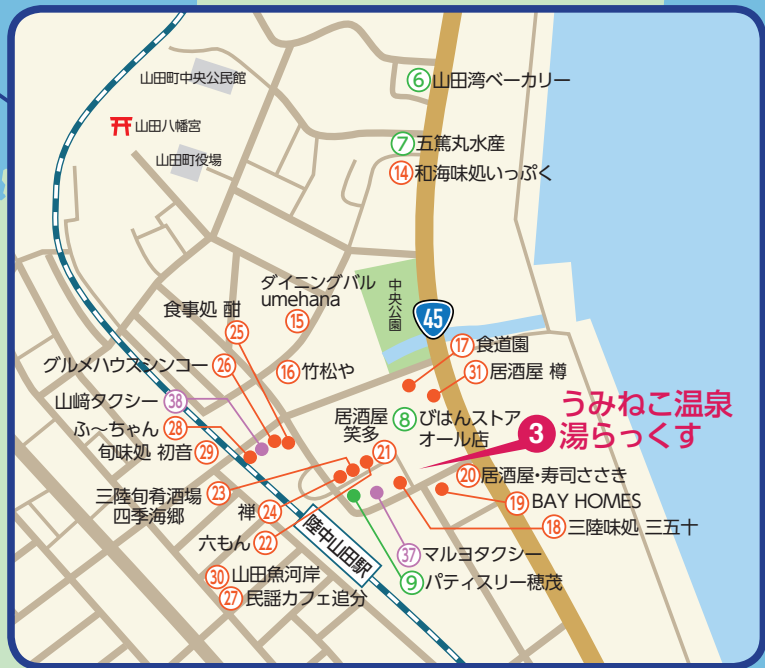 山田町中央公民館
⑥山田湾ベーカリー
山田八幡宮
⑦五篤丸水産
山田町役場
⑭和海味処いっぷく
ダイニングバル
umehana
⑮
中央公園
45
食事処 酣
㉕
⑰食道園
グルメハウスシンコー㉖
⑯竹松や
㉛居酒屋 樽
山﨑タクシー㊳
居酒屋
笑多
㉑
⑧びはんストア
オール店
③うみねこ温泉
湯らっくす
ふ~ちゃん㉘
旬味処 初音㉙
⑳居酒屋・寿司ささき
三陸旬肴酒場
四季海郷
㉓
⑲BAY HOMES
禅㉔
⑱三陸味処 三五十
六もん㉒
陸中山田駅
㊲マルヨタクシー
㉚山田魚河岸
⑨パティスリー穂茂
㉗民謡カフェ追分